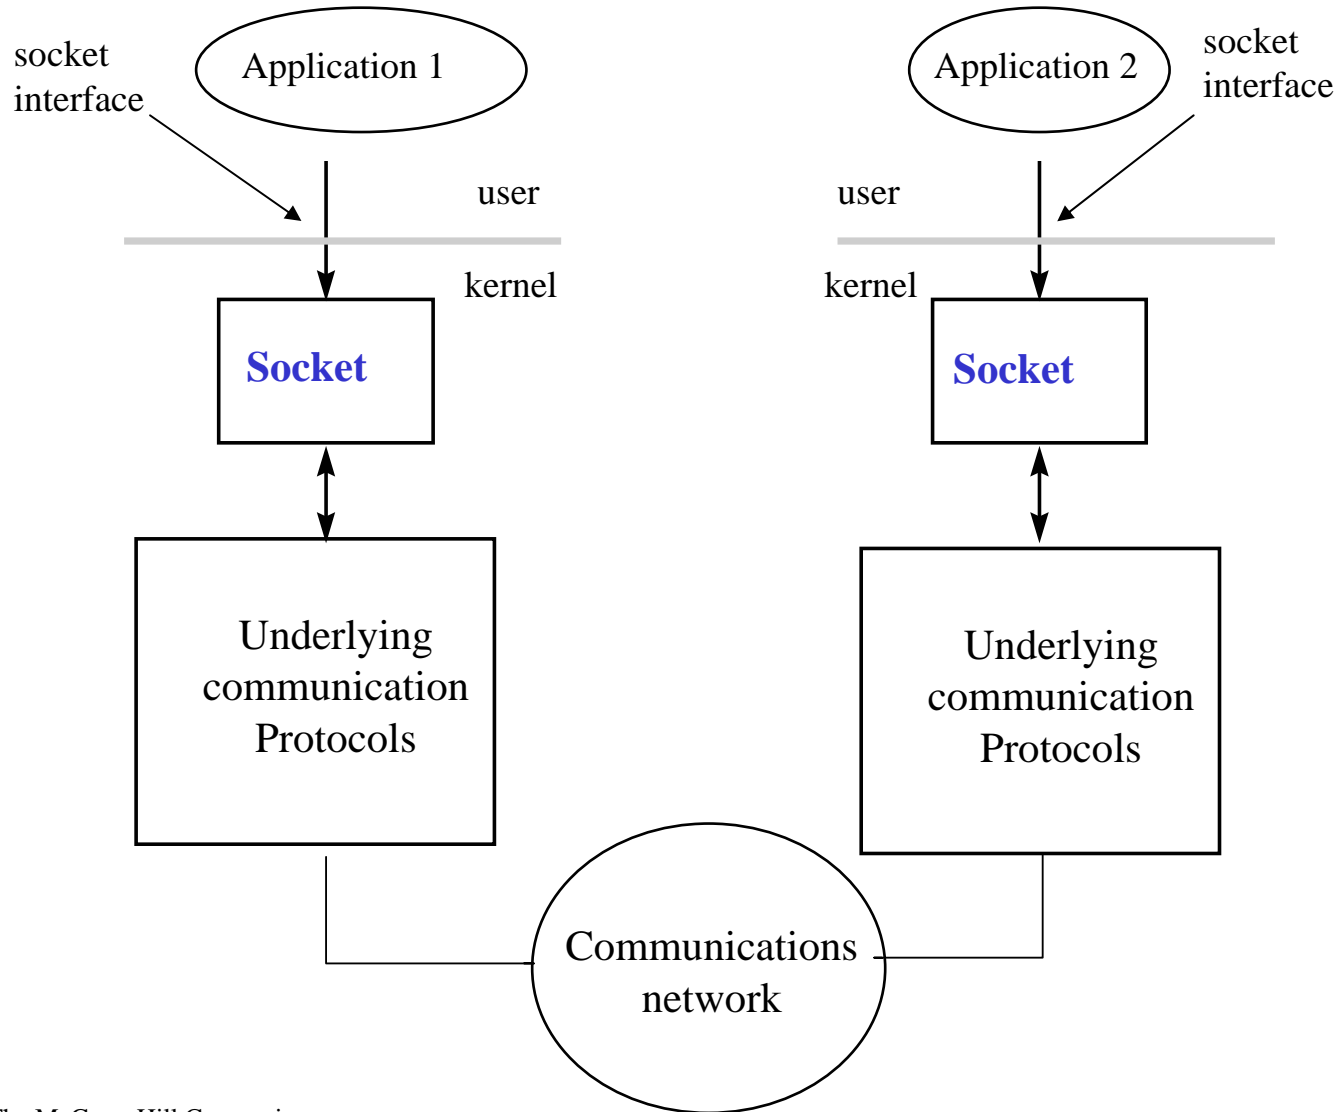 socket
interface
Application 1
Application 2
socket
interface
user
user
kernel
kernel
Socket
Socket
Underlying
communication
Protocols
Underlying
communication
Protocols
Communications
network